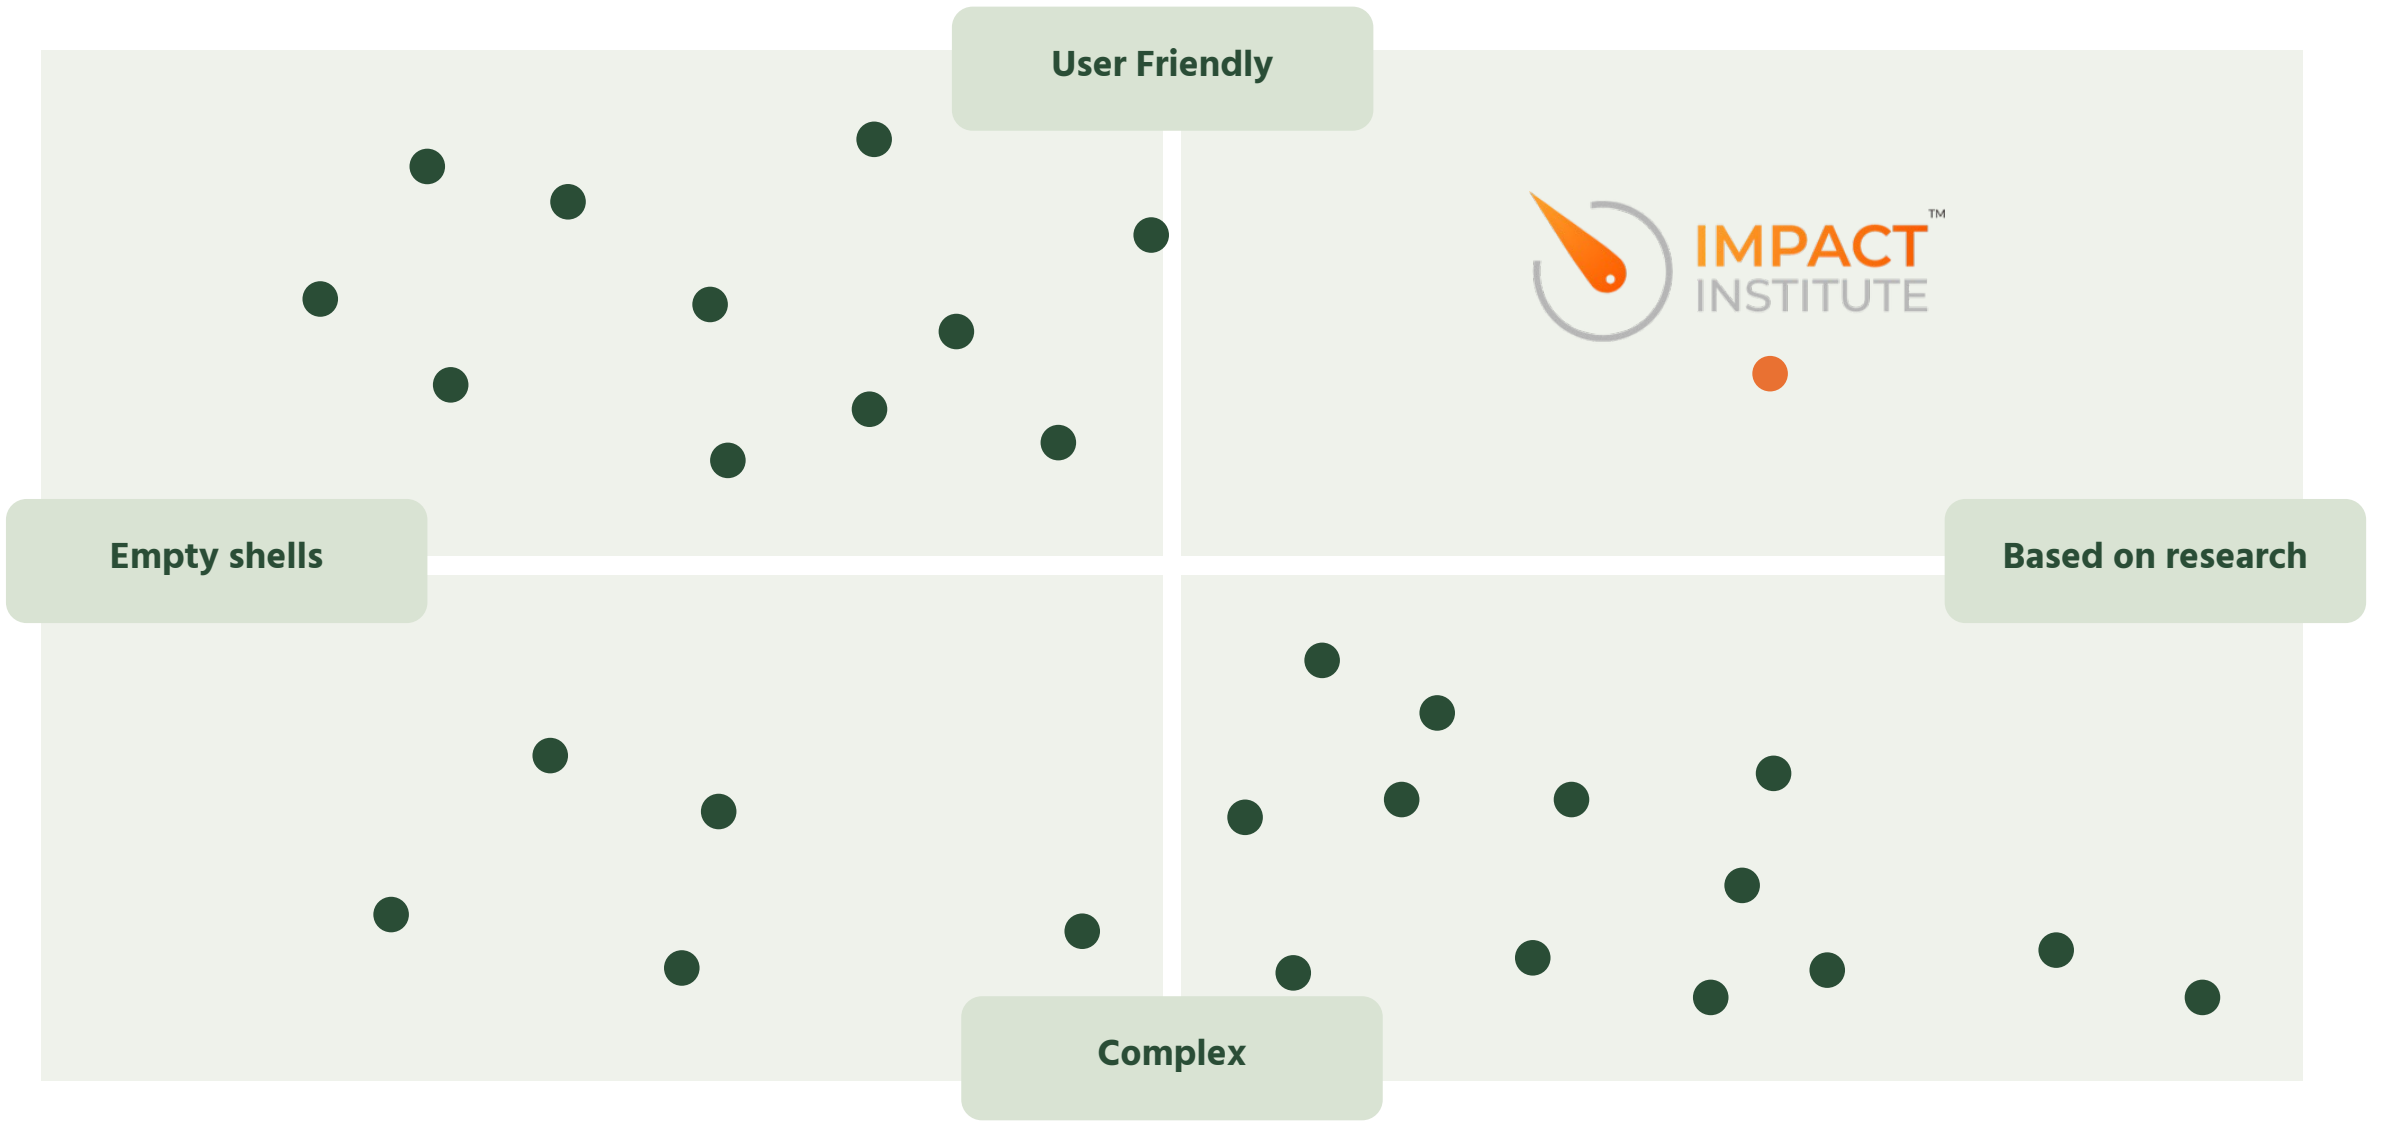 User Friendly
IMPACT™
INSTITUTE
Empty shells
Based on research
Complex